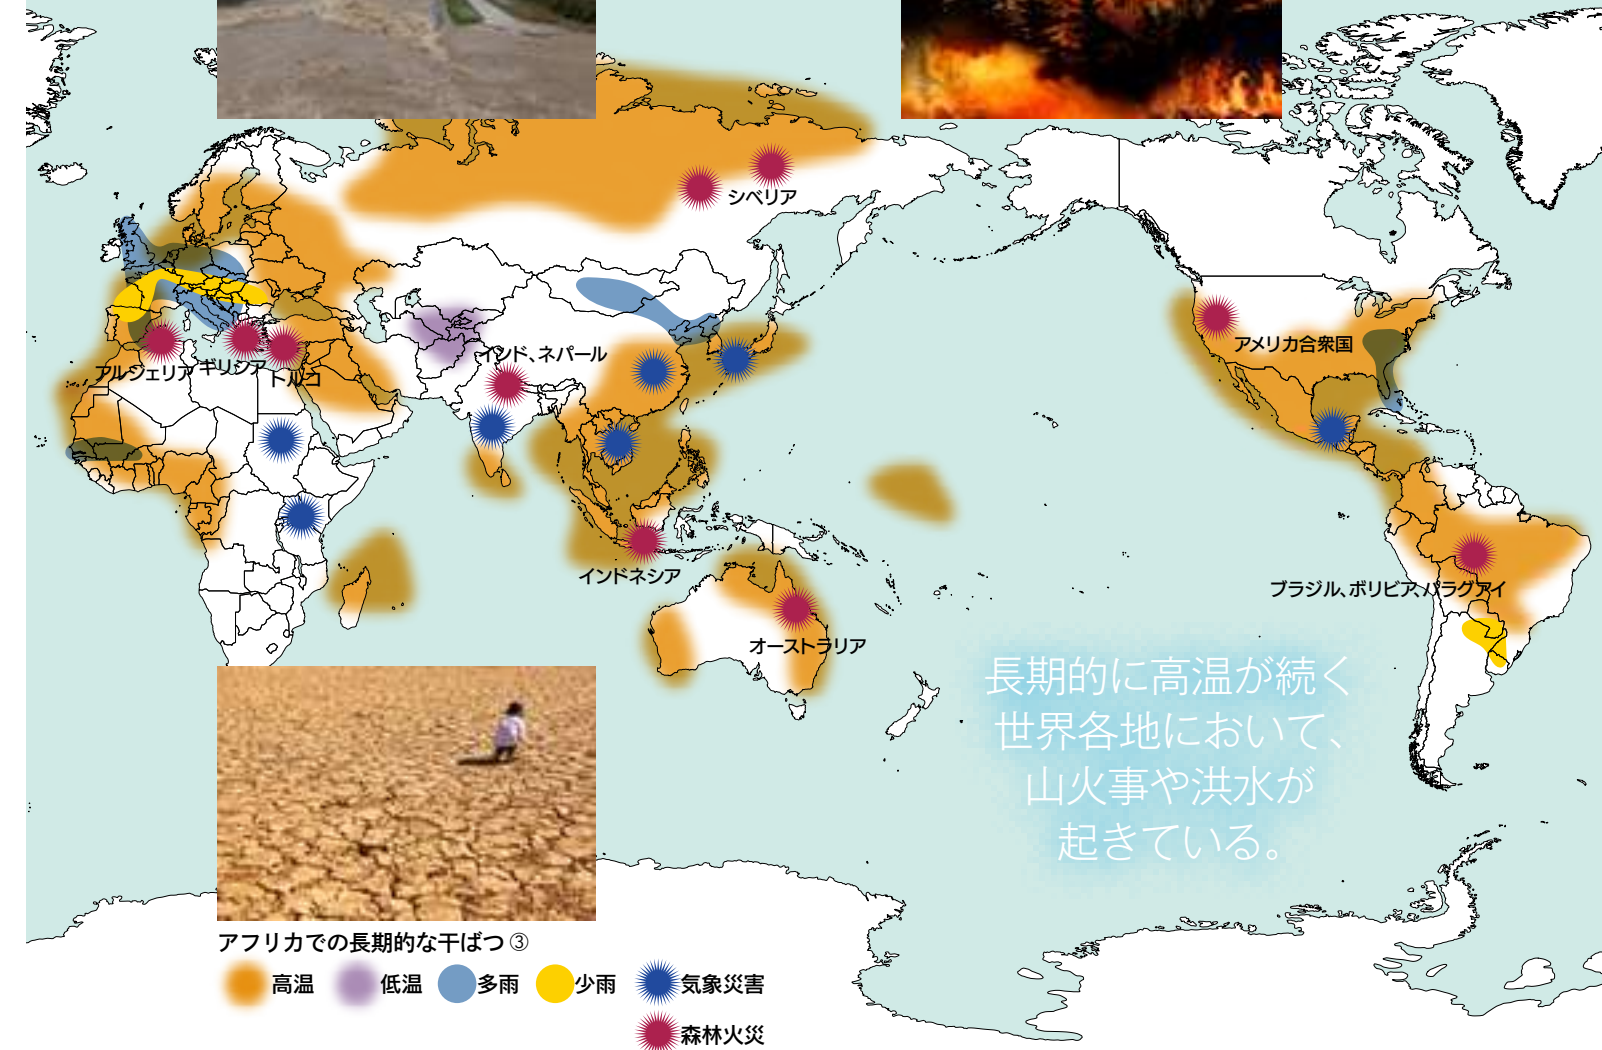 シベリア
アメリカ合衆国
インド、ネパール
アルジェリア
ギリシア
トルコ
インドネシア
ブラジル、ボリビア、パラグアイ
オーストラリア
長期的に高温が続く
世界各地において、
山火事や洪水が
起きている。
アフリカでの長期的な干ばつ ③
高温 低温 多雨 少雨 気象災害
森林火災